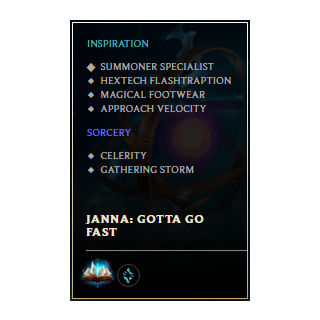 INSPIRATION
SUMMONER SPECIALIST
HEXTECH FLASHTRAPTION
MAGICAL FOOTWEAR
APPROACH VELOCITY
SORCERY
CELERITY
GATHERING STORM
JANNA: GOTTA GO
FAST